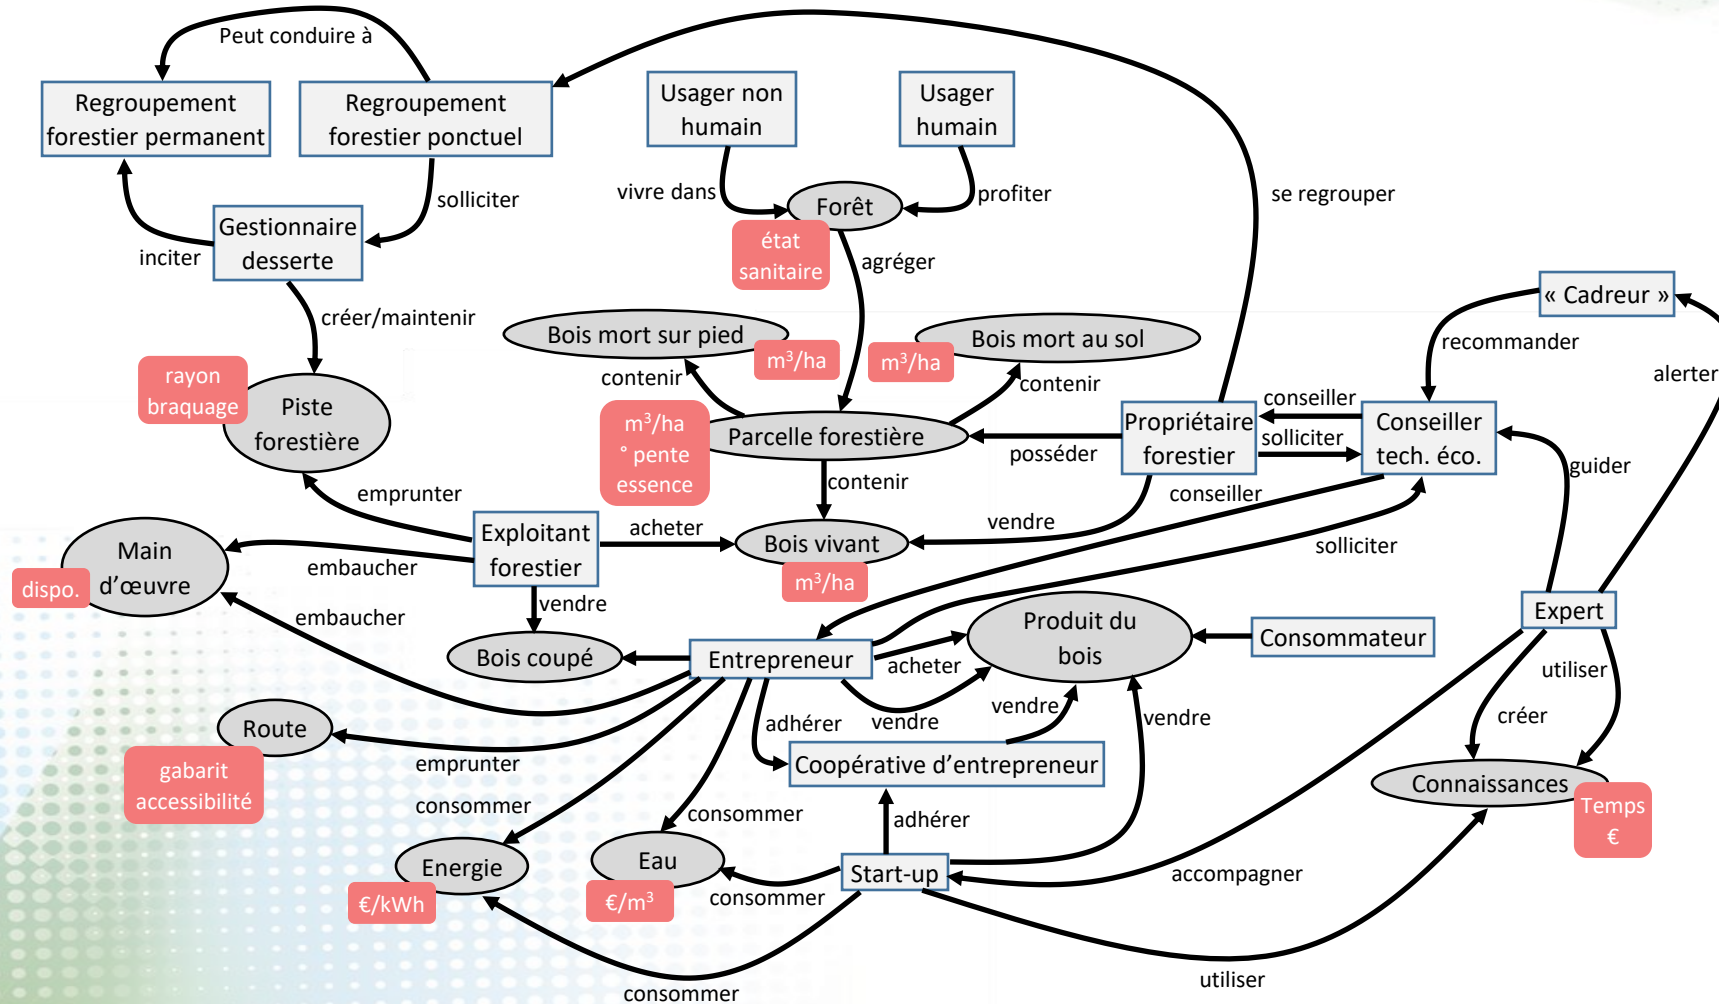 Peut conduire à
Regroupement
forestier permanent
Regroupement
forestier ponctuel
Usager non
humain
Usager
humain
vivre dans
profiter
se regrouper
solliciter
Forêt
Gestionnaire
desserte
inciter
état
sanitaire
agréger
« Cadreur »
créer/maintenir
Bois mort sur pied
m³/ha
Bois mort au sol
m³/ha
recommander
alerter
rayon
braquage
contenir
contenir
Piste
forestière
m³/ha
° pente
essence
Parcelle forestière
posséder
Propriétaire
forestier
conseiller
solliciter
Conseiller
tech. éco.
guider
contenir
conseiller
emprunter
Exploitant
forestier
acheter
Bois vivant
m³/ha
vendre
solliciter
Main
d'œuvre
dispo.
embaucher
embaucher
vendre
Expert
Bois coupé
Entrepreneur
acheter
Produit du
bois
Consommateur
utiliser
créer
Route
gabarit
accessibilité
emprunter
adhérer
vendre
vendre
vendre
Coopérative d'entrepreneur
Connaissances
Temps
€
consommer
consommer
adhérer
Energie
€/kWh
Eau
€/m³
consommer
Start-up
accompagner
utiliser
consommer